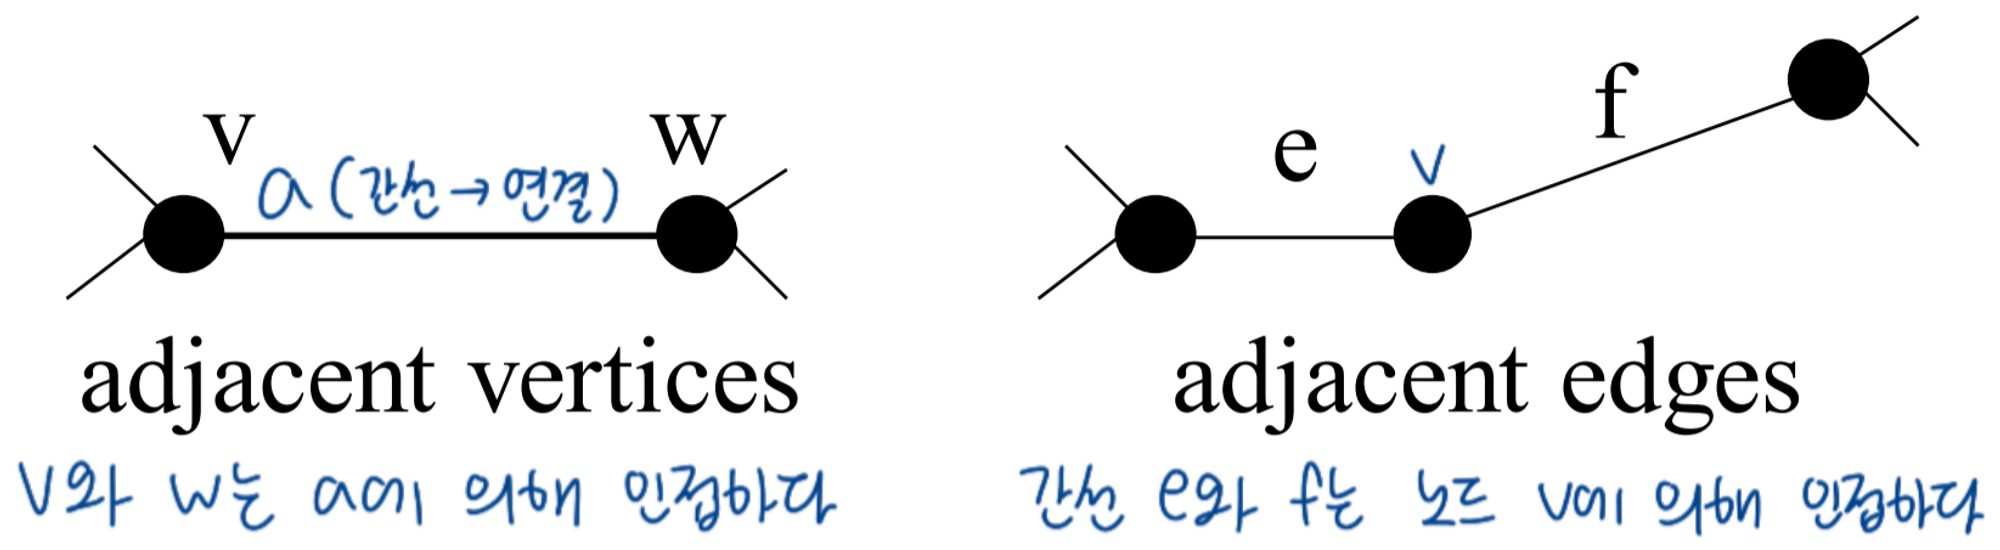 v w
a (간선→연결)
adjacent vertices
v와 w는 a에 의해 인접하다
e v f
adjacent edges
간선 e와 f는 노드 v에 의해 인접하다